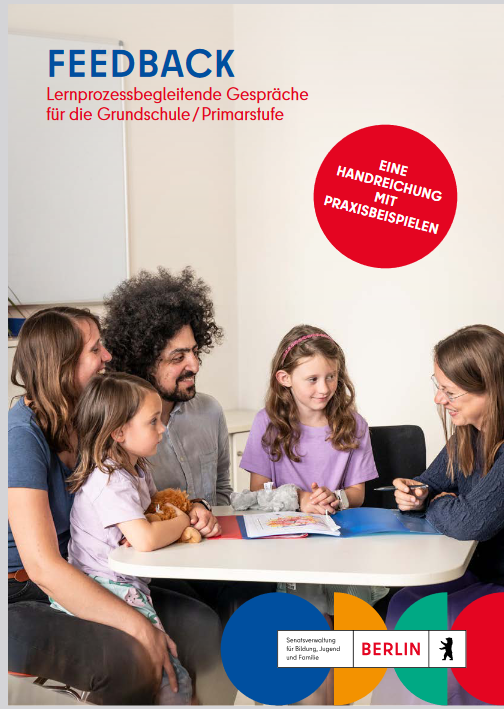 FEEDBACK
Lernprozessbegleitende Gespräche
für die Grundschule / Primarstufe
EINE
HANDREICHUNG
MIT
PRAXISBEISPIELEN
Senatsverwaltung
für Bildung, Jugend
und Familie
BERLIN